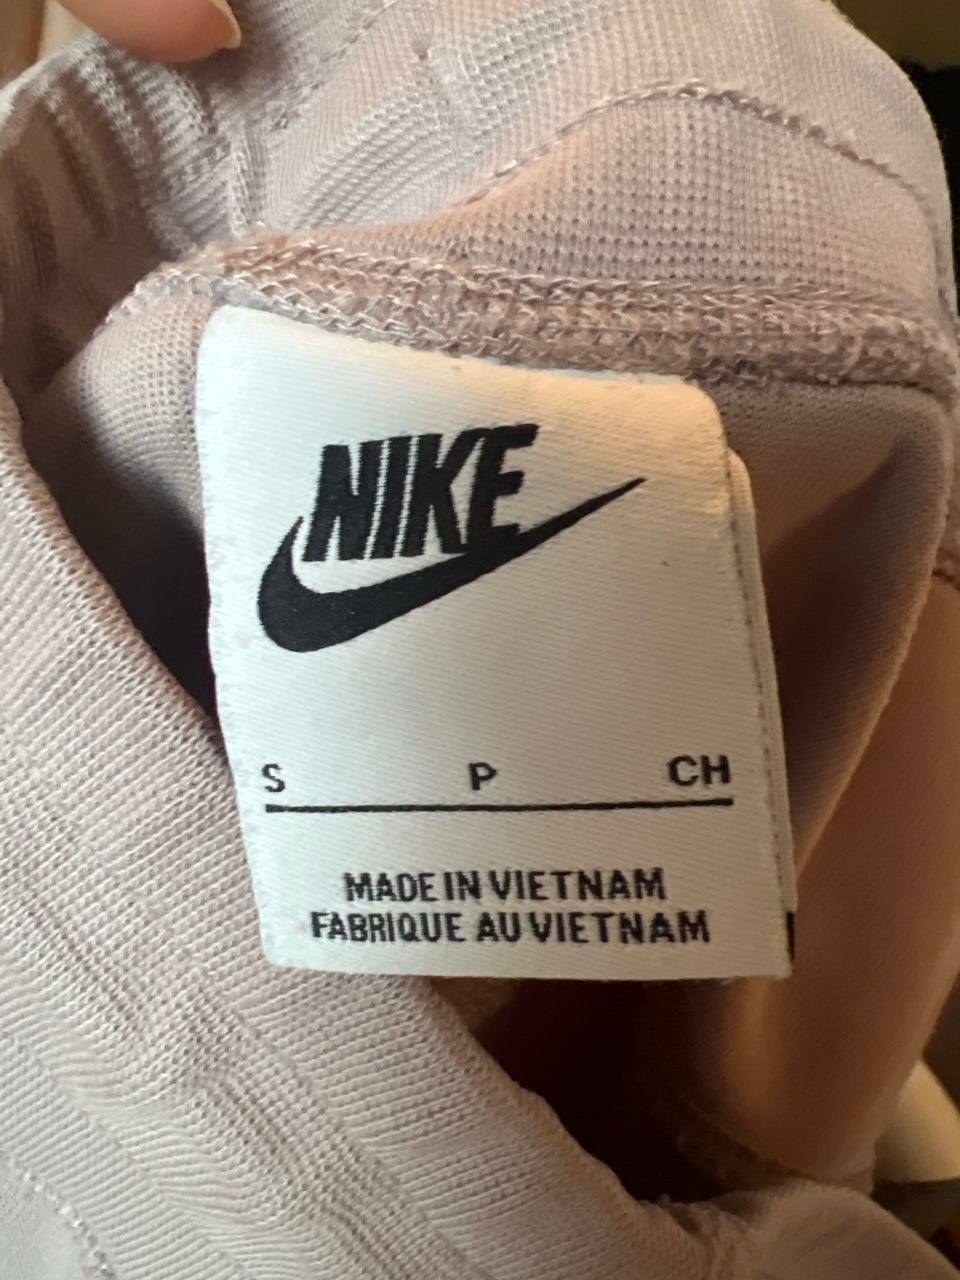 NIKE
S P CH
MADE IN VIETNAM
FABRIQUE AU VIETNAM